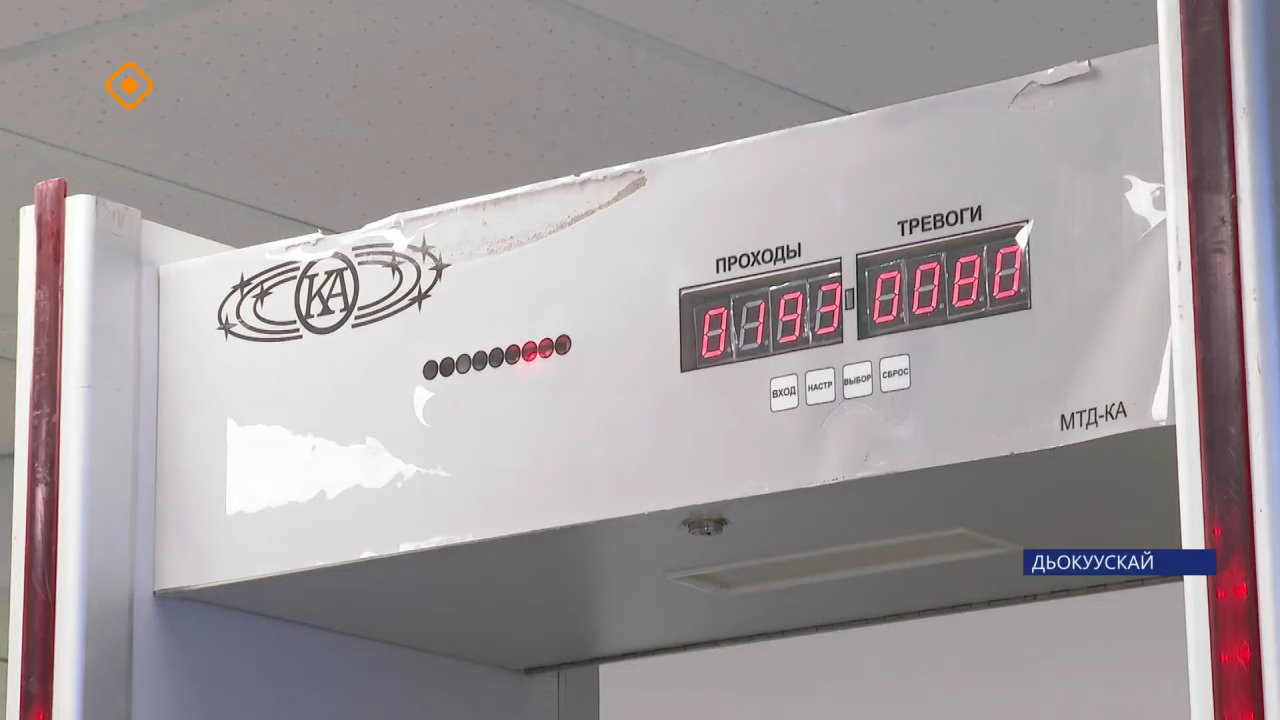 КА
ПРОХОДЫ
ТРЕВОГИ
0193
0080
ВХОД
НАСТР
ВЫБОР
СБРОС
МТД-КА
ДЬОКУУСКАЙ